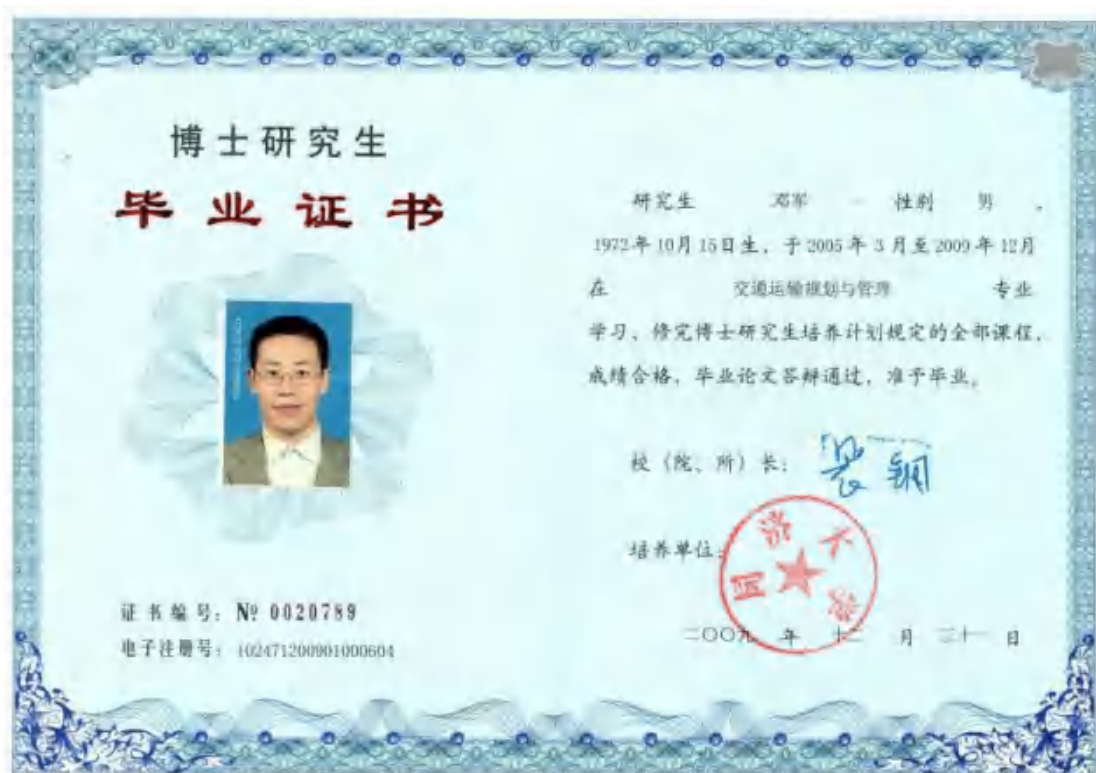 博士研究生
毕业证书
证书编号：№ 0020789
电子注册号：102471200901000604
研究生 邓军 性别 男，
1972年10月15日生，于2005年3月至2009年12月
在 交通运输规划与管理 专业
学习、修完博士研究生培养计划规定的全部课程，
成绩合格，毕业论文答辩通过，准予毕业。
校（院、所）长：
培养单位：
同济大学
二〇〇九 年 十二 月 三十一 日